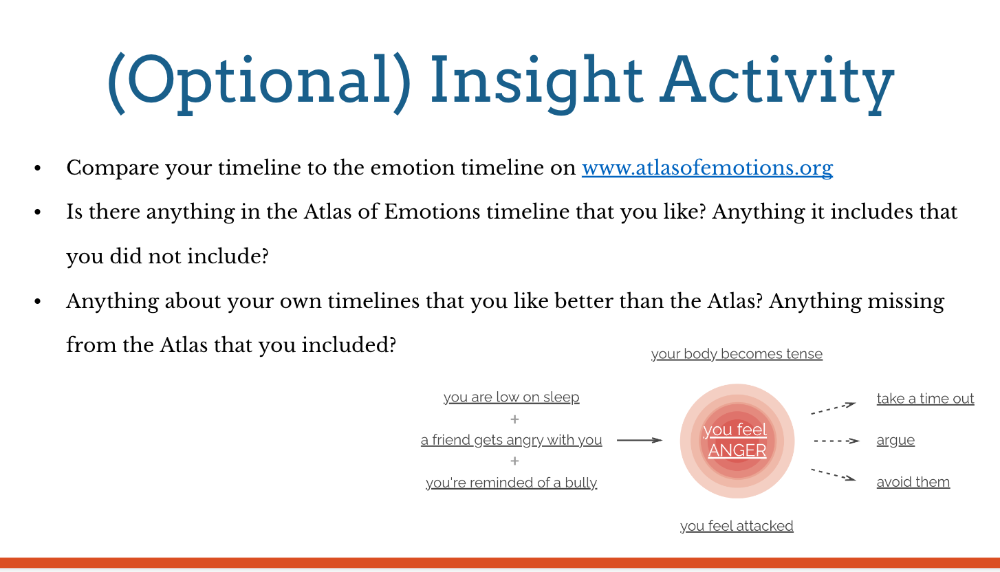 (Optional) Insight Activity
• Compare your timeline to the emotion timeline on www.atlasofemotions.org
• Is there anything in the Atlas of Emotions timeline that you like? Anything it includes that
you did not include?
• Anything about your own timelines that you like better than the Atlas? Anything missing
from the Atlas that you included?
you are low on sleep
+
a friend gets angry with you
+
you're reminded of a bully
your body becomes tense
you feel
ANGER
you feel attacked
take a time out
argue
avoid them